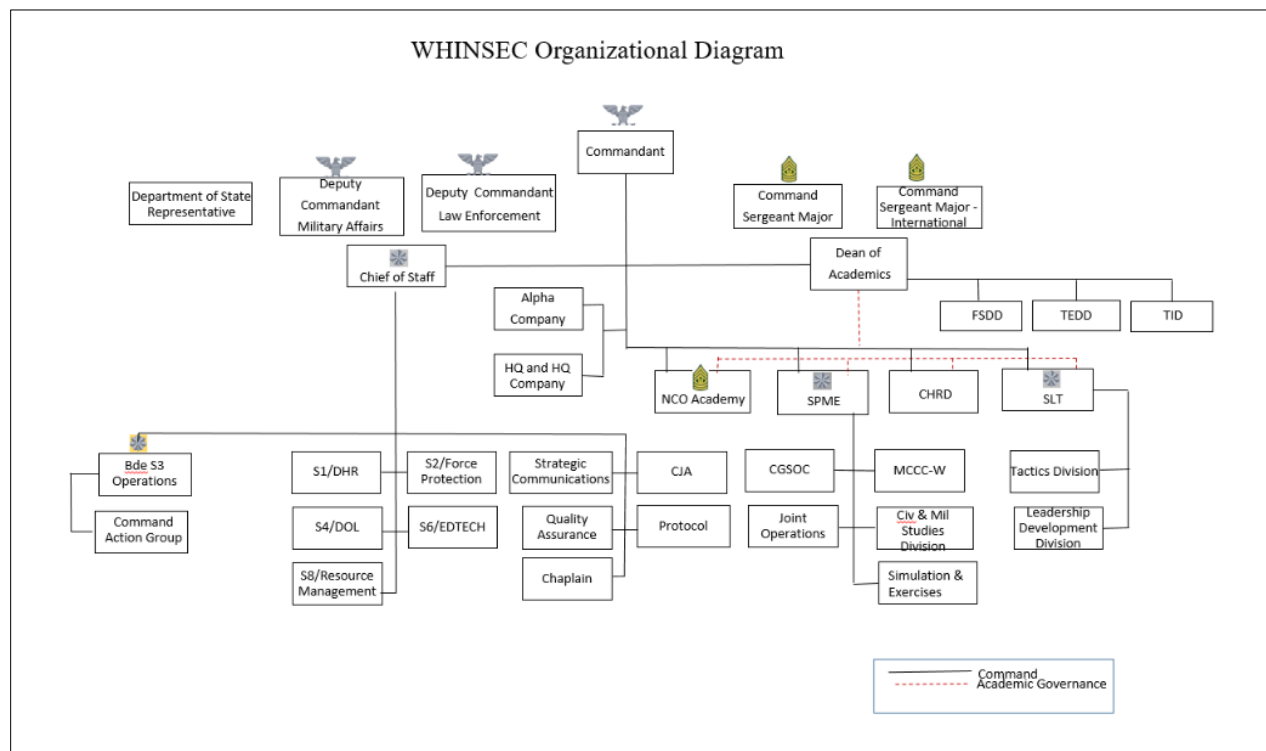 WHINSEC Organizational Diagram
Commandant
Department of State
Representative
Deputy
Commandant
Military Affairs
Deputy Commandant
Law Enforcement
Command
Sergeant Major
Command
Sergeant Major -
International
Chief of Staff
Dean of
Academics
Alpha
Company
HQ and HQ
Company
FSDD
TEDD
TID
NCO Academy
SPME
CHRD
SLT
Bde S3
Operations
Command
Action Group
S1/DHR
S2/Force
Protection
S4/DOL
S6/EDTECH
S8/Resource
Management
Strategic
Communications
CJA
Quality
Assurance
Protocol
Chaplain
CGSOC
MCCC-W
Joint
Operations
Civ & Mil
Studies
Division
Simulation &
Exercises
Tactics Division
Leadership
Development
Division
Command
Academic Governance